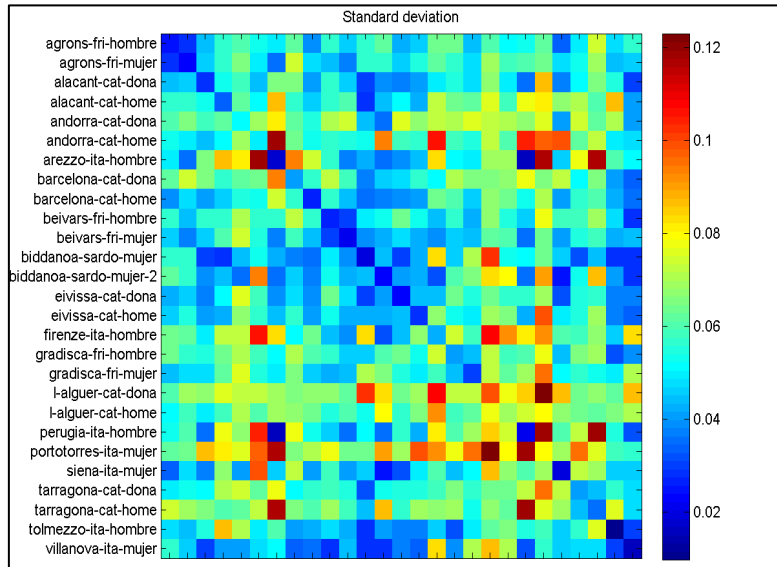 Standard deviation
agrons-fri-hombre
agrons-fri-mujer
alacant-cat-dona
alacant-cat-home
andorra-cat-dona
andorra-cat-home
arezzo-ita-hombre
barcelona-cat-dona
barcelona-cat-home
beivars-fri-hombre
beivars-fri-mujer
biddanoa-sardo-mujer
biddanoa-sardo-mujer-2
eivissa-cat-dona
eivissa-cat-home
firenze-ita-hombre
gradisca-fri-hombre
gradisca-fri-mujer
l-alguer-cat-dona
l-alguer-cat-home
perugia-ita-hombre
portotorres-ita-mujer
siena-ita-mujer
tarragona-cat-dona
tarragona-cat-home
tolmezzo-ita-hombre
villanova-ita-mujer
0.12
0.1
0.08
0.06
0.04
0.02